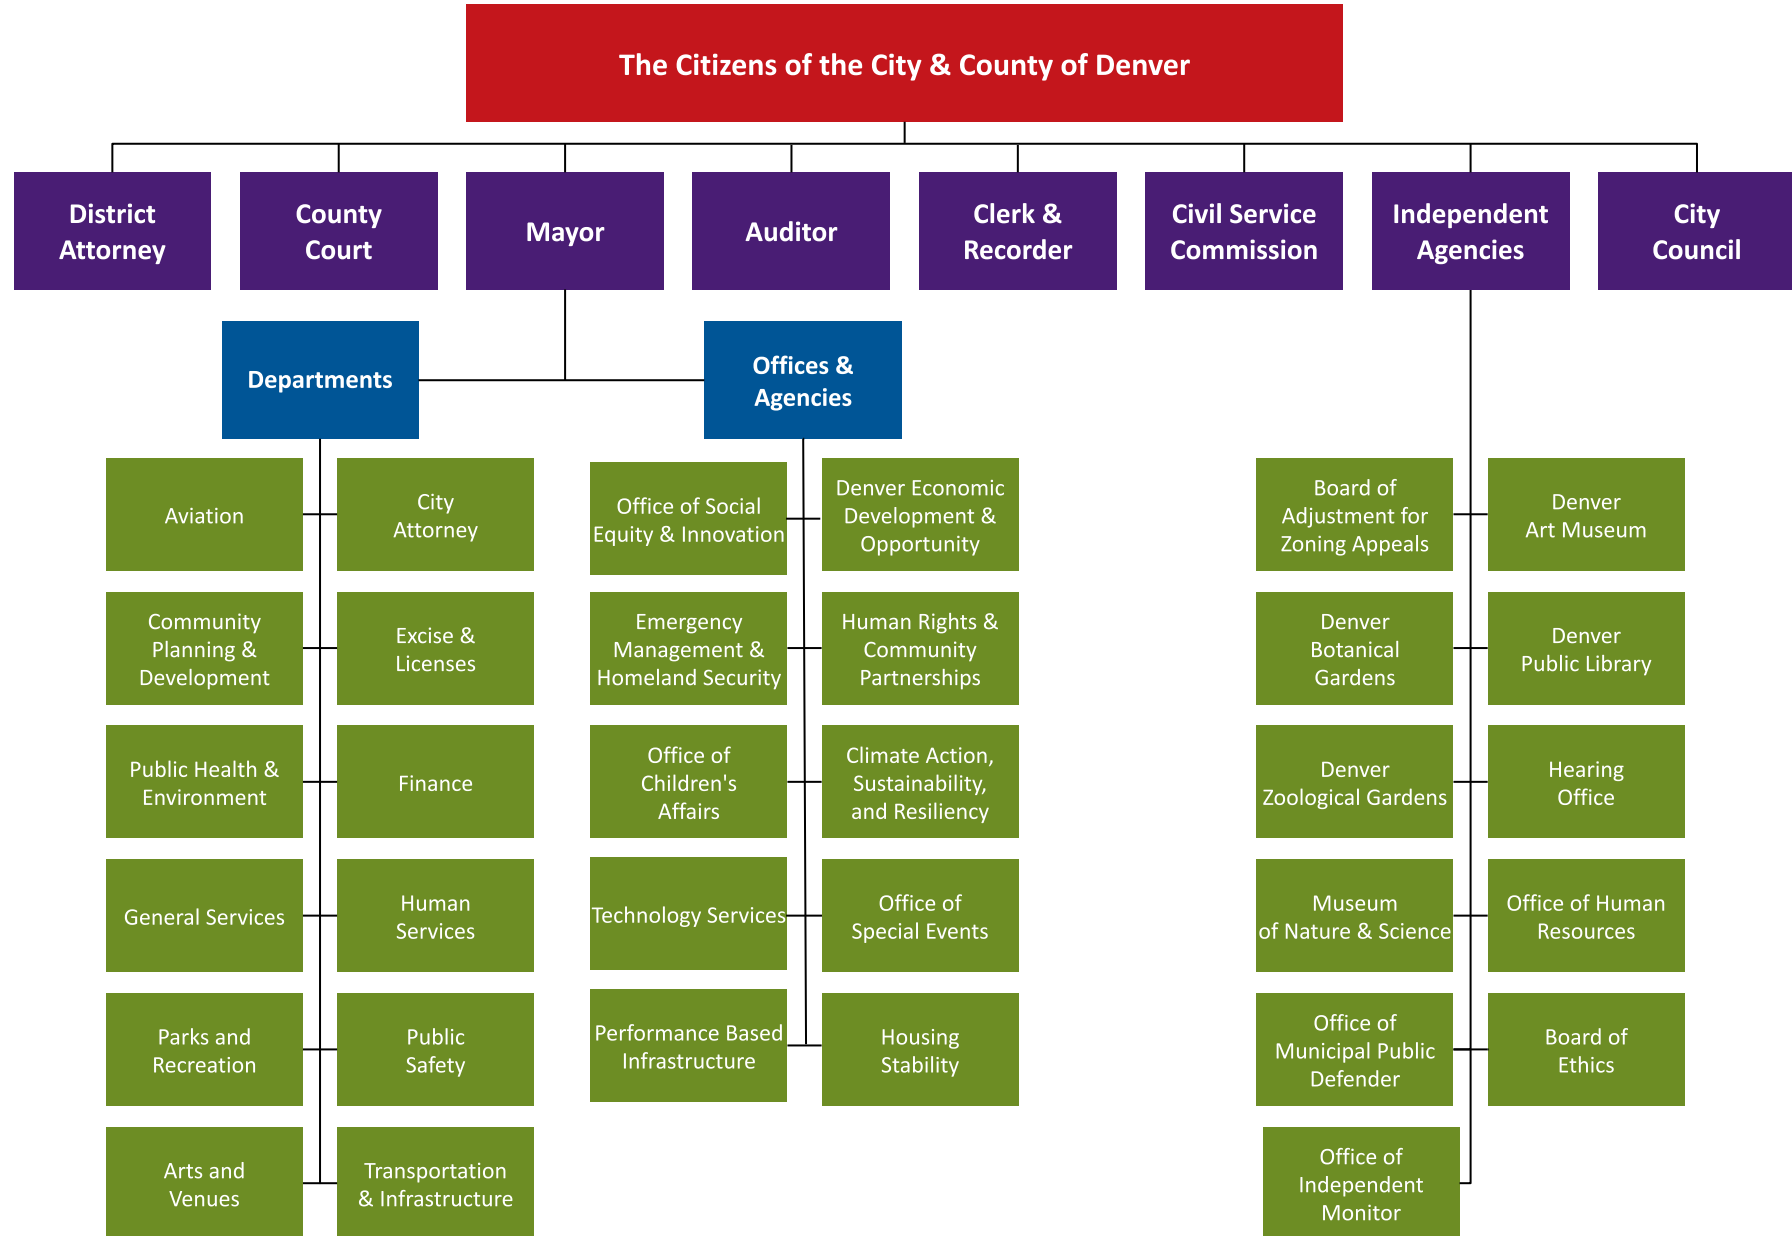 The Citizens of the City & County of Denver
District
Attorney
County
Court
Mayor
Auditor
Clerk &
Recorder
Civil Service
Commission
Independent
Agencies
City
Council
Departments
Offices &
Agencies
Aviation
City
Attorney
Community
Planning &
Development
Excise &
Licenses
Public Health &
Environment
Finance
General Services
Human
Services
Parks and
Recreation
Public
Safety
Arts and
Venues
Transportation
& Infrastructure
Office of Social
Equity & Innovation
Denver Economic
Development &
Opportunity
Emergency
Management &
Homeland Security
Human Rights &
Community
Partnerships
Office of
Children's
Affairs
Climate Action,
Sustainability,
and Resiliency
Technology Services
Office of
Special Events
Performance Based
Infrastructure
Housing
Stability
Board of
Adjustment for
Zoning Appeals
Denver
Art Museum
Denver
Botanical
Gardens
Denver
Public Library
Denver
Zoological Gardens
Hearing
Office
Museum
of Nature & Science
Office of Human
Resources
Office of
Municipal Public
Defender
Board of
Ethics
Office of
Independent
Monitor